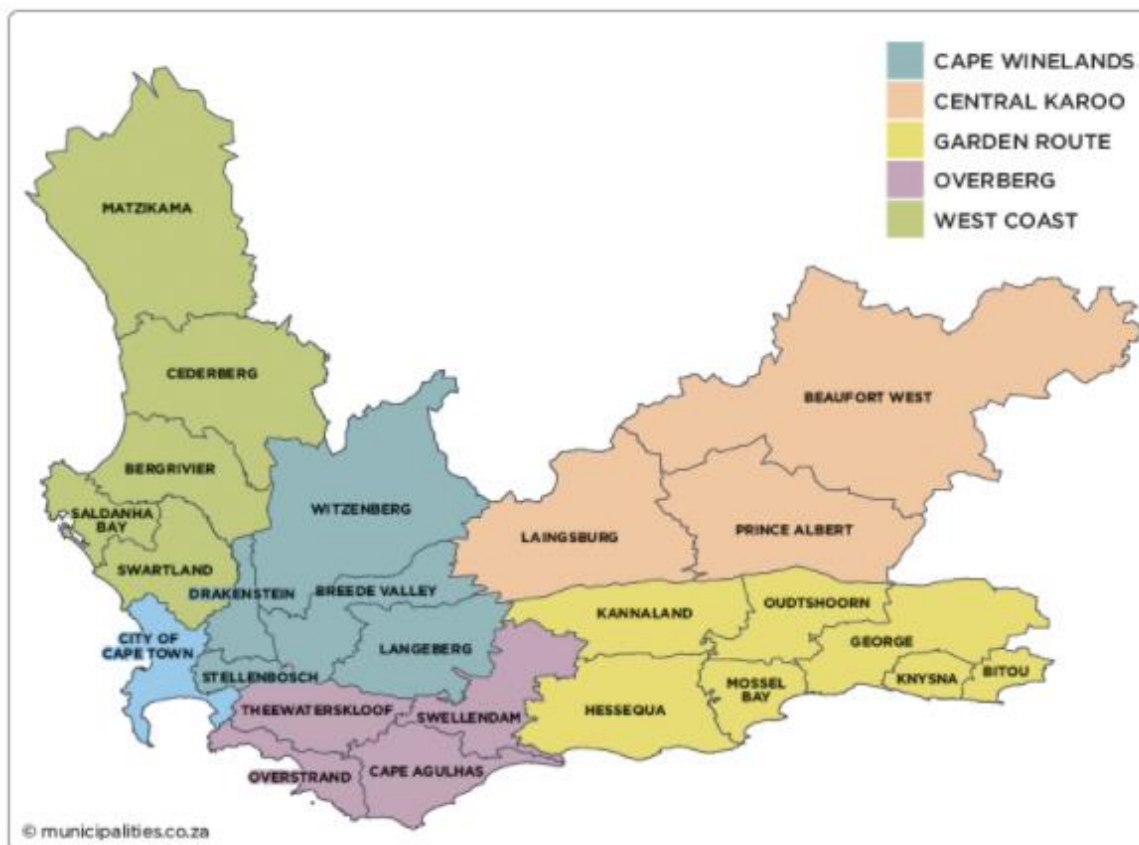 CAPE WINELANDS
CENTRAL KAROO
GARDEN ROUTE
OVERBERG
WEST COAST
MATZIKAMA
CEDERBERG
BEAUFORT WEST
BERGRIVIER
SALDANHA
BAY
WITZENBERG
LAINGSBURG
PRINCE ALBERT
SWARTLAND
DRAKENSTEIN
BREEDE VALLEY
KANNALAND
OUDTSHOORN
CITY OF
CAPE TOWN
LANGEBERG
GEORGE
STELLENBOSCH
MOSSEL
BAY
KNYSNA
BITOU
THEEWATERSKLOOF
SWELLENDAM
HESSEQUA
OVERSTRAND
CAPE AGULHAS
© municipalities.co.za